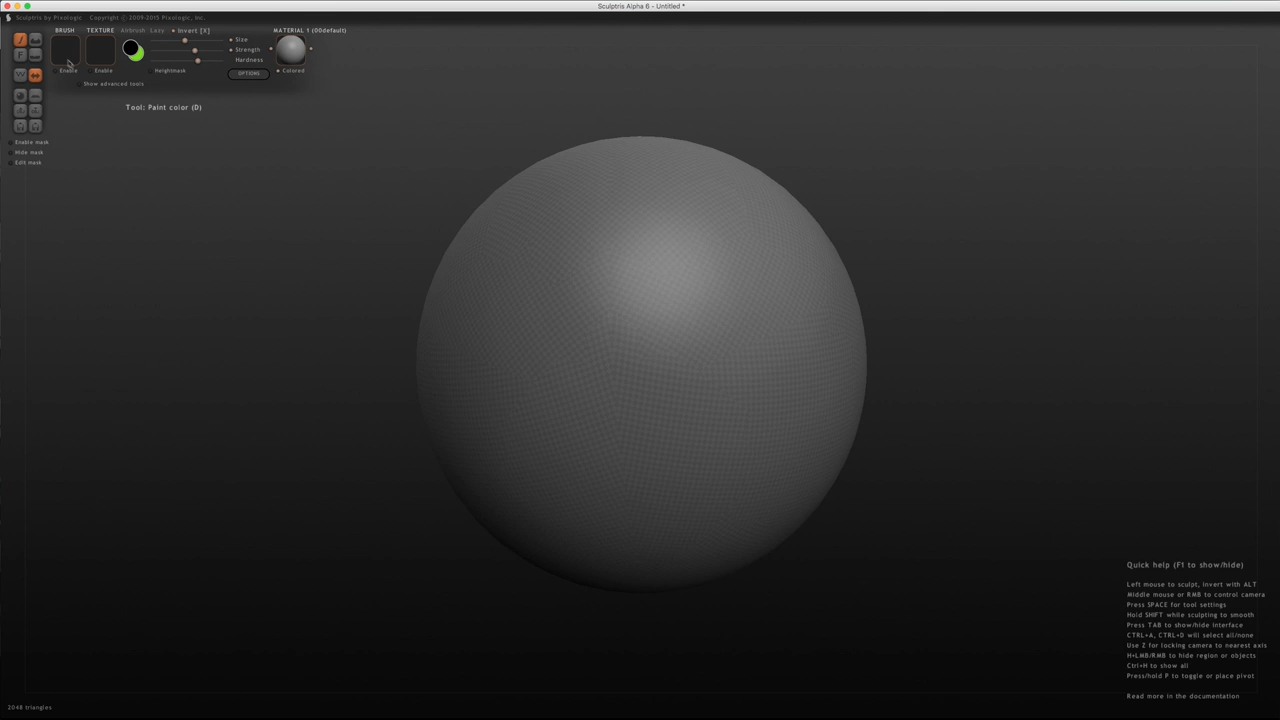 Sculptris Alpha 6 - Untitled *
Sculptris by Pixologic Copyright ©2009-2015 Pixologic, Inc.
BRUSH TEXTURE Airbrush Lazy Invert [X] MATERIAL 1 (00default)
Size
Strength
Hardness
Enable Enable Heightmask OPTIONS Colored
Show advanced tools
Tool: Paint color (D)
Enable mask
Hide mask
Edit mask
Quick help (F1 to show/hide)
Left mouse to sculpt, invert with ALT
Middle mouse or RMB to control camera
Press SPACE for tool settings
Hold SHIFT while sculpting to smooth
Press TAB to show/hide interface
CTRL+A, CTRL+D will select all/none
Use Z for locking camera to nearest axis
H+LMB/RMB to hide region or objects
Ctrl+H to show all
Press/hold P to toggle or place pivot
Read more in the documentation
2048 triangles